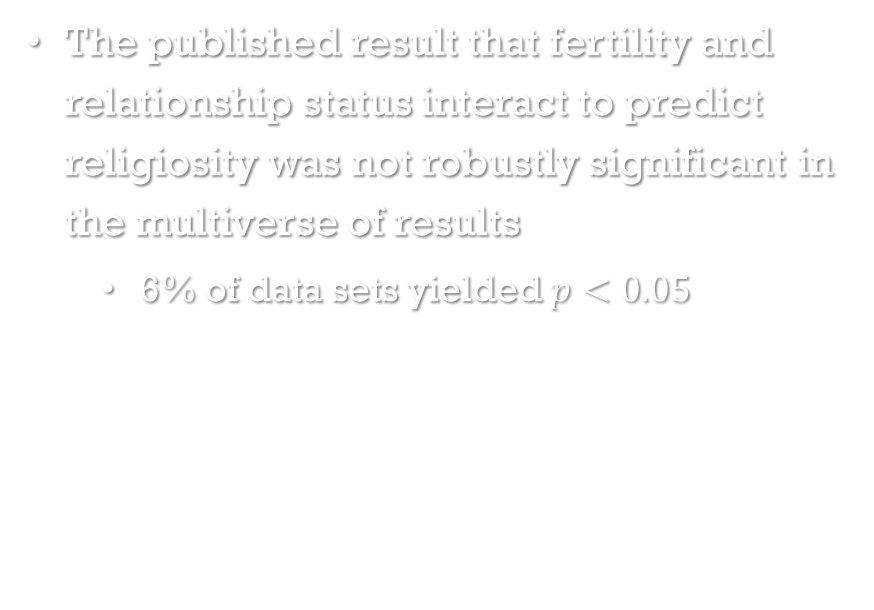 • The published result that fertility and
relationship status interact to predict
religiosity was not robustly significant in
the multiverse of results
• 6% of data sets yielded p < 0.05